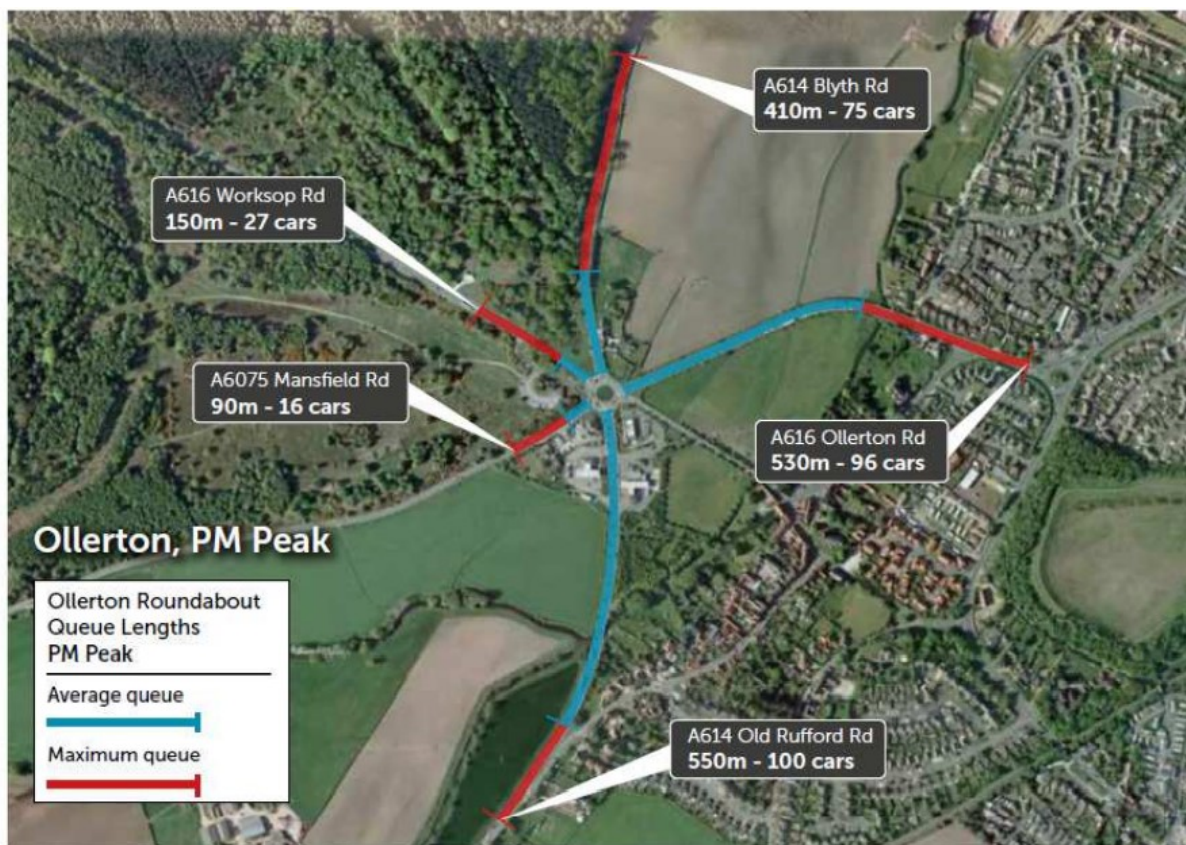 A614 Blyth Rd
410m - 75 cars
A616 Worksop Rd
150m - 27 cars
A6075 Mansfield Rd
90m - 16 cars
A616 Ollerton Rd
530m - 96 cars
Ollerton, PM Peak
Ollerton Roundabout
Queue Lengths
PM Peak
Average queue
Maximum queue
A614 Old Rufford Rd
550m - 100 cars